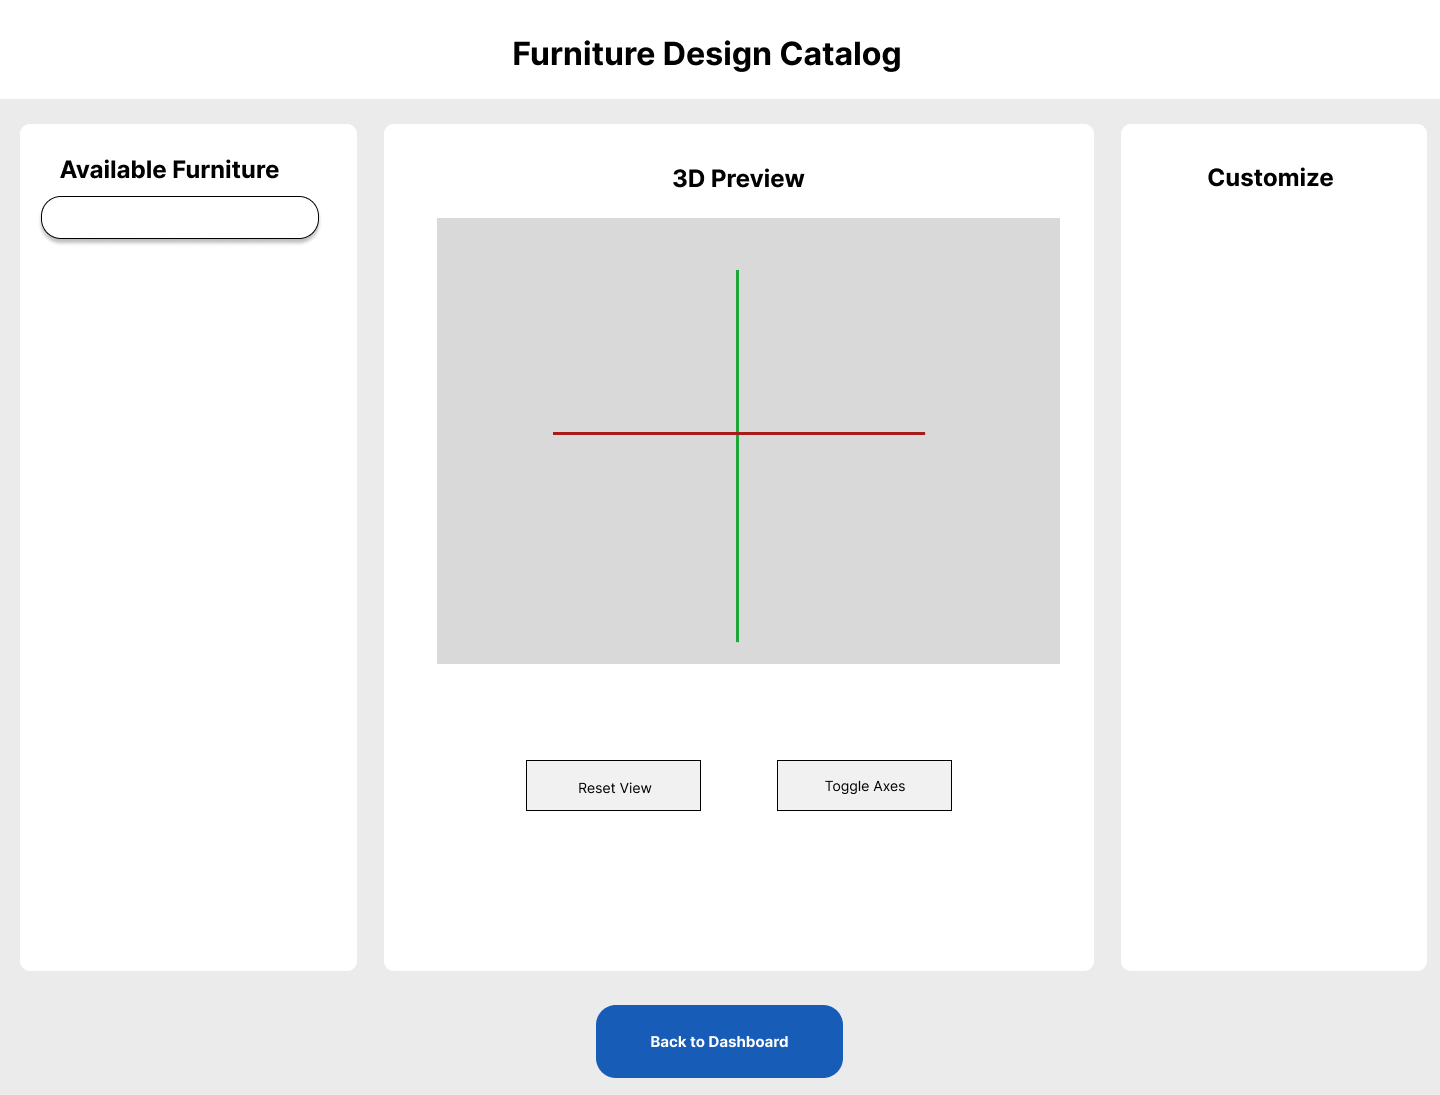 Furniture Design Catalog
Available Furniture
3D Preview
Customize
Reset View
Toggle Axes
Back to Dashboard